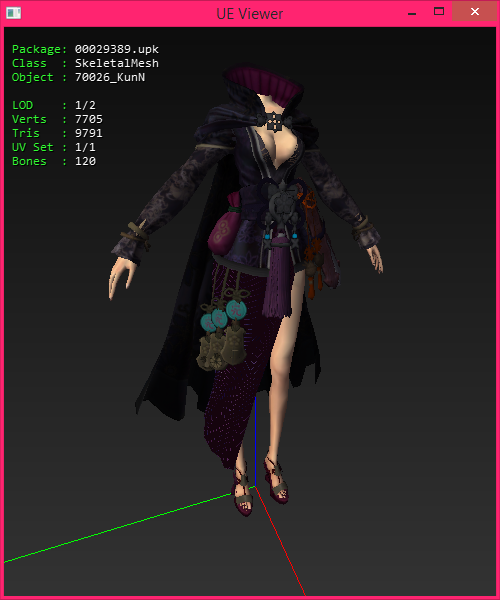 UE Viewer
Package: 00029389.upk
Class : SkeletalMesh
Object : 70026_KunN
LOD : 1/2
Verts : 7705
Tris : 9791
UV Set : 1/1
Bones : 120